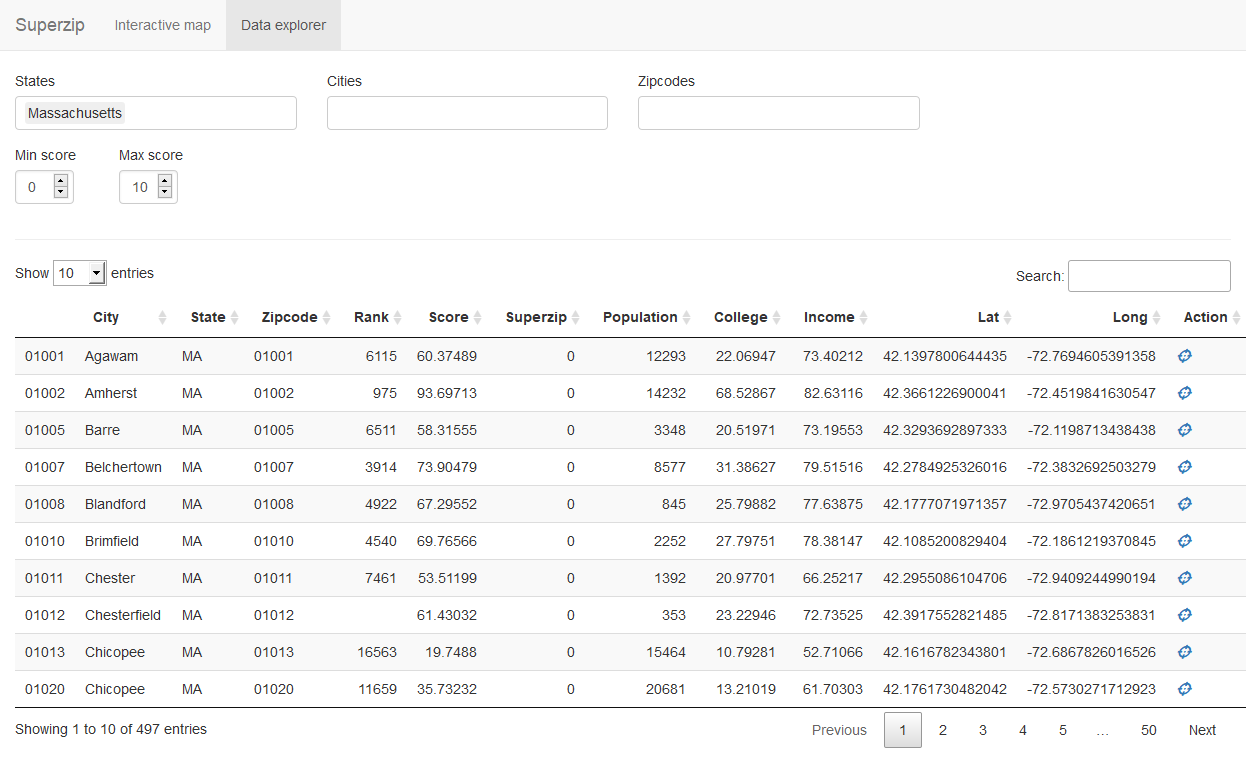 Superzip Interactive map Data explorer
States Cities Zipcodes
Massachusetts
Min score Max score
0 10
Show 10 entries Search:
City State Zipcode Rank Score Superzip Population College Income Lat Long Action
01001 Agawam MA 01001 6115 60.37489 0 12293 22.06947 73.40212 42.1397800644435 -72.7694605391358
01002 Amherst MA 01002 975 93.69713 0 14232 68.52867 82.63116 42.3661226900041 -72.4519841630547
01005 Barre MA 01005 6511 58.31555 0 3348 20.51971 73.19553 42.3293692897333 -72.1198713438438
01007 Belchertown MA 01007 3914 73.90479 0 8577 31.38627 79.51516 42.2784925326016 -72.3832692503279
01008 Blandford MA 01008 4922 67.29552 0 845 25.79882 77.63875 42.1777071971357 -72.9705437420651
01010 Brimfield MA 01010 4540 69.76566 0 2252 27.79751 78.38147 42.1085200829404 -72.1861219370845
01011 Chester MA 01011 7461 53.51199 0 1392 20.97701 66.25217 42.2955086104706 -72.9409244990194
01012 Chesterfield MA 01012 61.43032 0 353 23.22946 72.73525 42.3917552821485 -72.8171383253831
01013 Chicopee MA 01013 16563 19.7488 0 15464 10.79281 52.71066 42.1616782343801 -72.6867826016526
01020 Chicopee MA 01020 11659 35.73232 0 20681 13.21019 61.70303 42.1761730482042 -72.5730271712923
Showing 1 to 10 of 497 entries Previous 1 2 3 4 5 … 50 Next